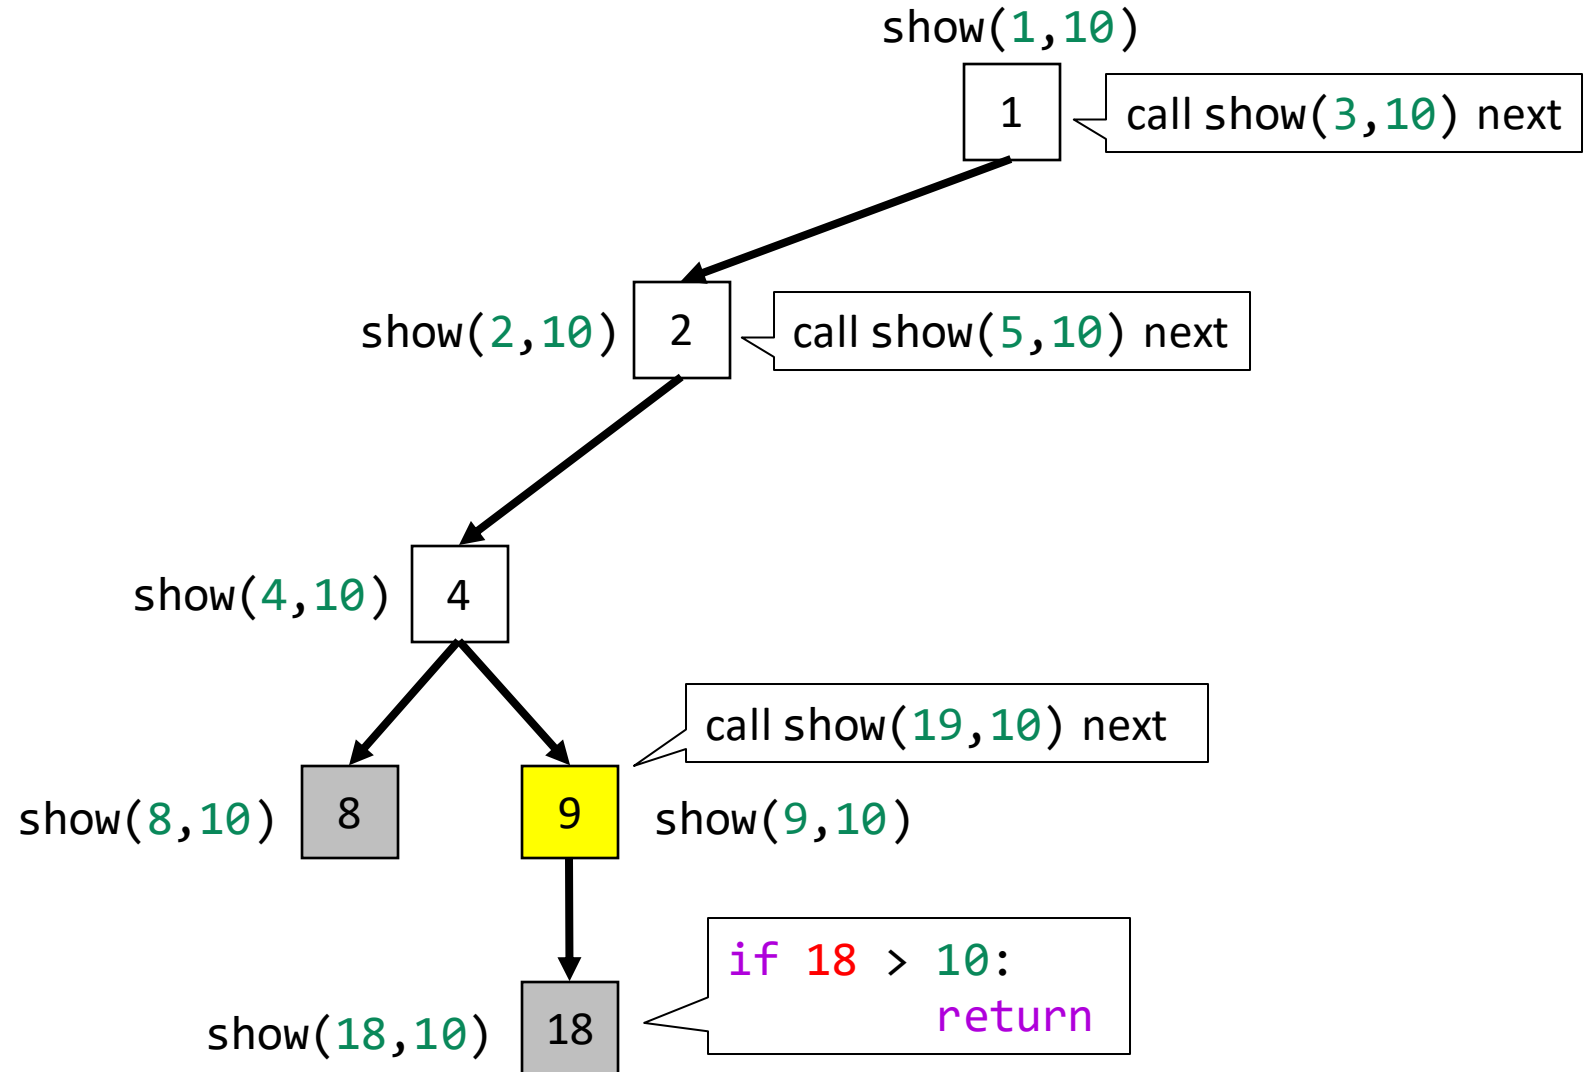 show(1,10)
1
call show(3,10) next
show(2,10)
2
call show(5,10) next
show(4,10)
4
call show(19,10) next
show(8,10)
8
9
show(9,10)
if 18 > 10:
return
show(18,10)
18